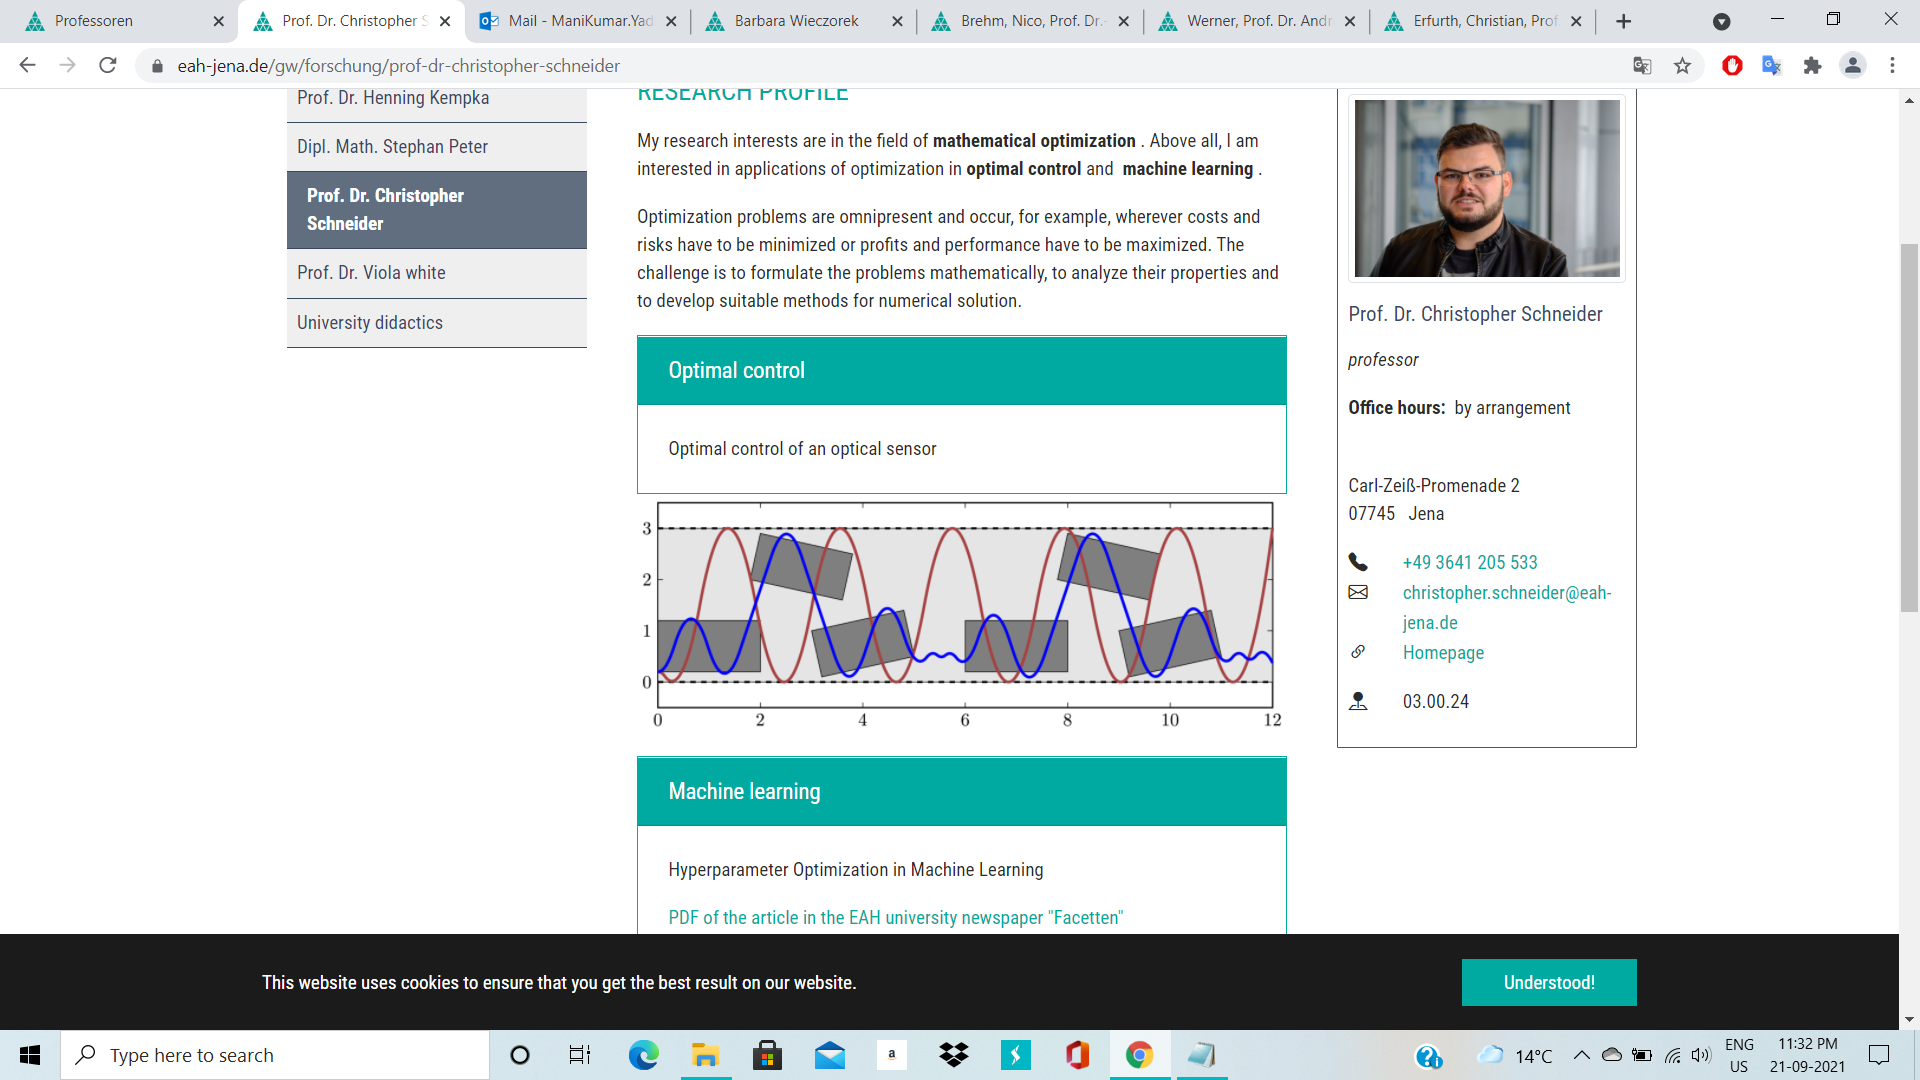 Professoren
Prof. Dr. Christopher S
Mail - ManiKumar.Yad
Barbara Wieczorek
Brehm, Nico, Prof. Dr.-
Werner, Prof. Dr. Andr
Erfurth, Christian, Prof
eah-jena.de/gw/forschung/prof-dr-christopher-schneider
Prof. Dr. Henning Kempka
Dipl. Math. Stephan Peter
Prof. Dr. Christopher
Schneider
Prof. Dr. Viola white
University didactics
RESEARCH PROFILE
My research interests are in the field of mathematical optimization . Above all, I am
interested in applications of optimization in optimal control and machine learning .
Optimization problems are omnipresent and occur, for example, wherever costs and
risks have to be minimized or profits and performance have to be maximized. The
challenge is to formulate the problems mathematically, to analyze their properties and
to develop suitable methods for numerical solution.
Optimal control
Optimal control of an optical sensor
3
2
1
0
0 2 4 6 8 10 12
Machine learning
Hyperparameter Optimization in Machine Learning
PDF of the article in the EAH university newspaper "Facetten"
Prof. Dr. Christopher Schneider
professor
Office hours: by arrangement
Carl-Zeiß-Promenade 2
07745 Jena
+49 3641 205 533
christopher.schneider@eah-
jena.de
Homepage
03.00.24
This website uses cookies to ensure that you get the best result on our website.
Understood!
Type here to search
a
14°C
ENG
US
11:32 PM
21-09-2021